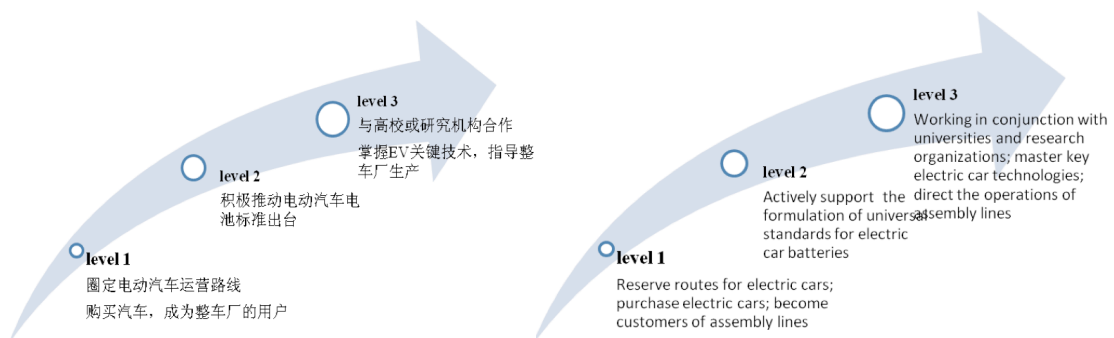 level 3
与高校或研究机构合作
掌握EV关键技术，指导整
车厂生产
level 2
积极推动电动汽车电
池标准出台
level 1
圈定电动汽车运营路线
购买汽车，成为整车厂的用户
level 3
Working in conjunction with
universities and research
organizations; master key
electric car technologies;
direct the operations of
assembly lines
level 2
Actively support the
formulation of universal
standards for electric
car batteries
level 1
Reserve routes for electric cars;
purchase electric cars; become
customers of assembly lines